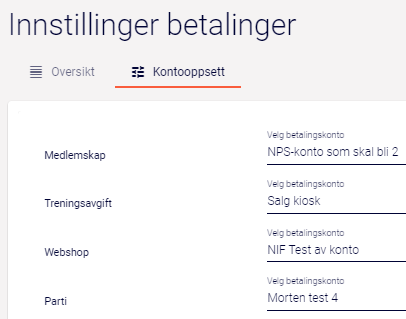 Innstillinger betalinger
Oversikt
Kontooppsett
Velg betalingskonto
Medlemskap
NPS-konto som skal bli 2
Velg betalingskonto
Treningsavgift
Salg kiosk
Velg betalingskonto
Webshop
NIF Test av konto
Velg betalingskonto
Parti
Morten test 4